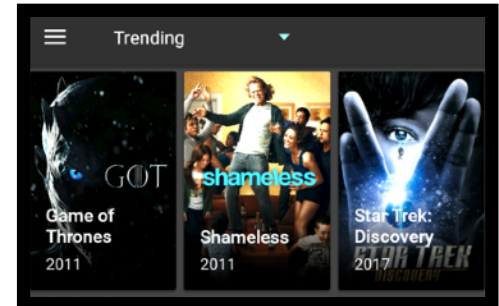 Trending
GOT
shameless
Game of
Thrones
2011
Shameless
2011
Star Trek:
Discovery
2017
STAR TREK
DISCOVERY